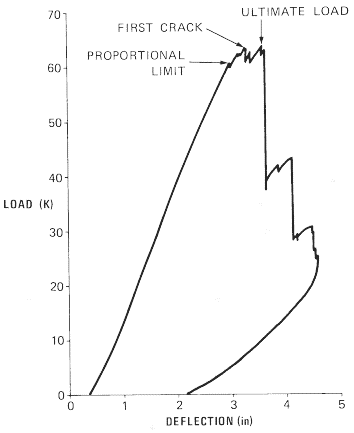 ULTIMATE LOAD
FIRST CRACK
PROPORTIONAL
LIMIT
70
60
50
40
30
20
10
0
LOAD (K)
0 1 2 3 4 5
DEFLECTION (in)